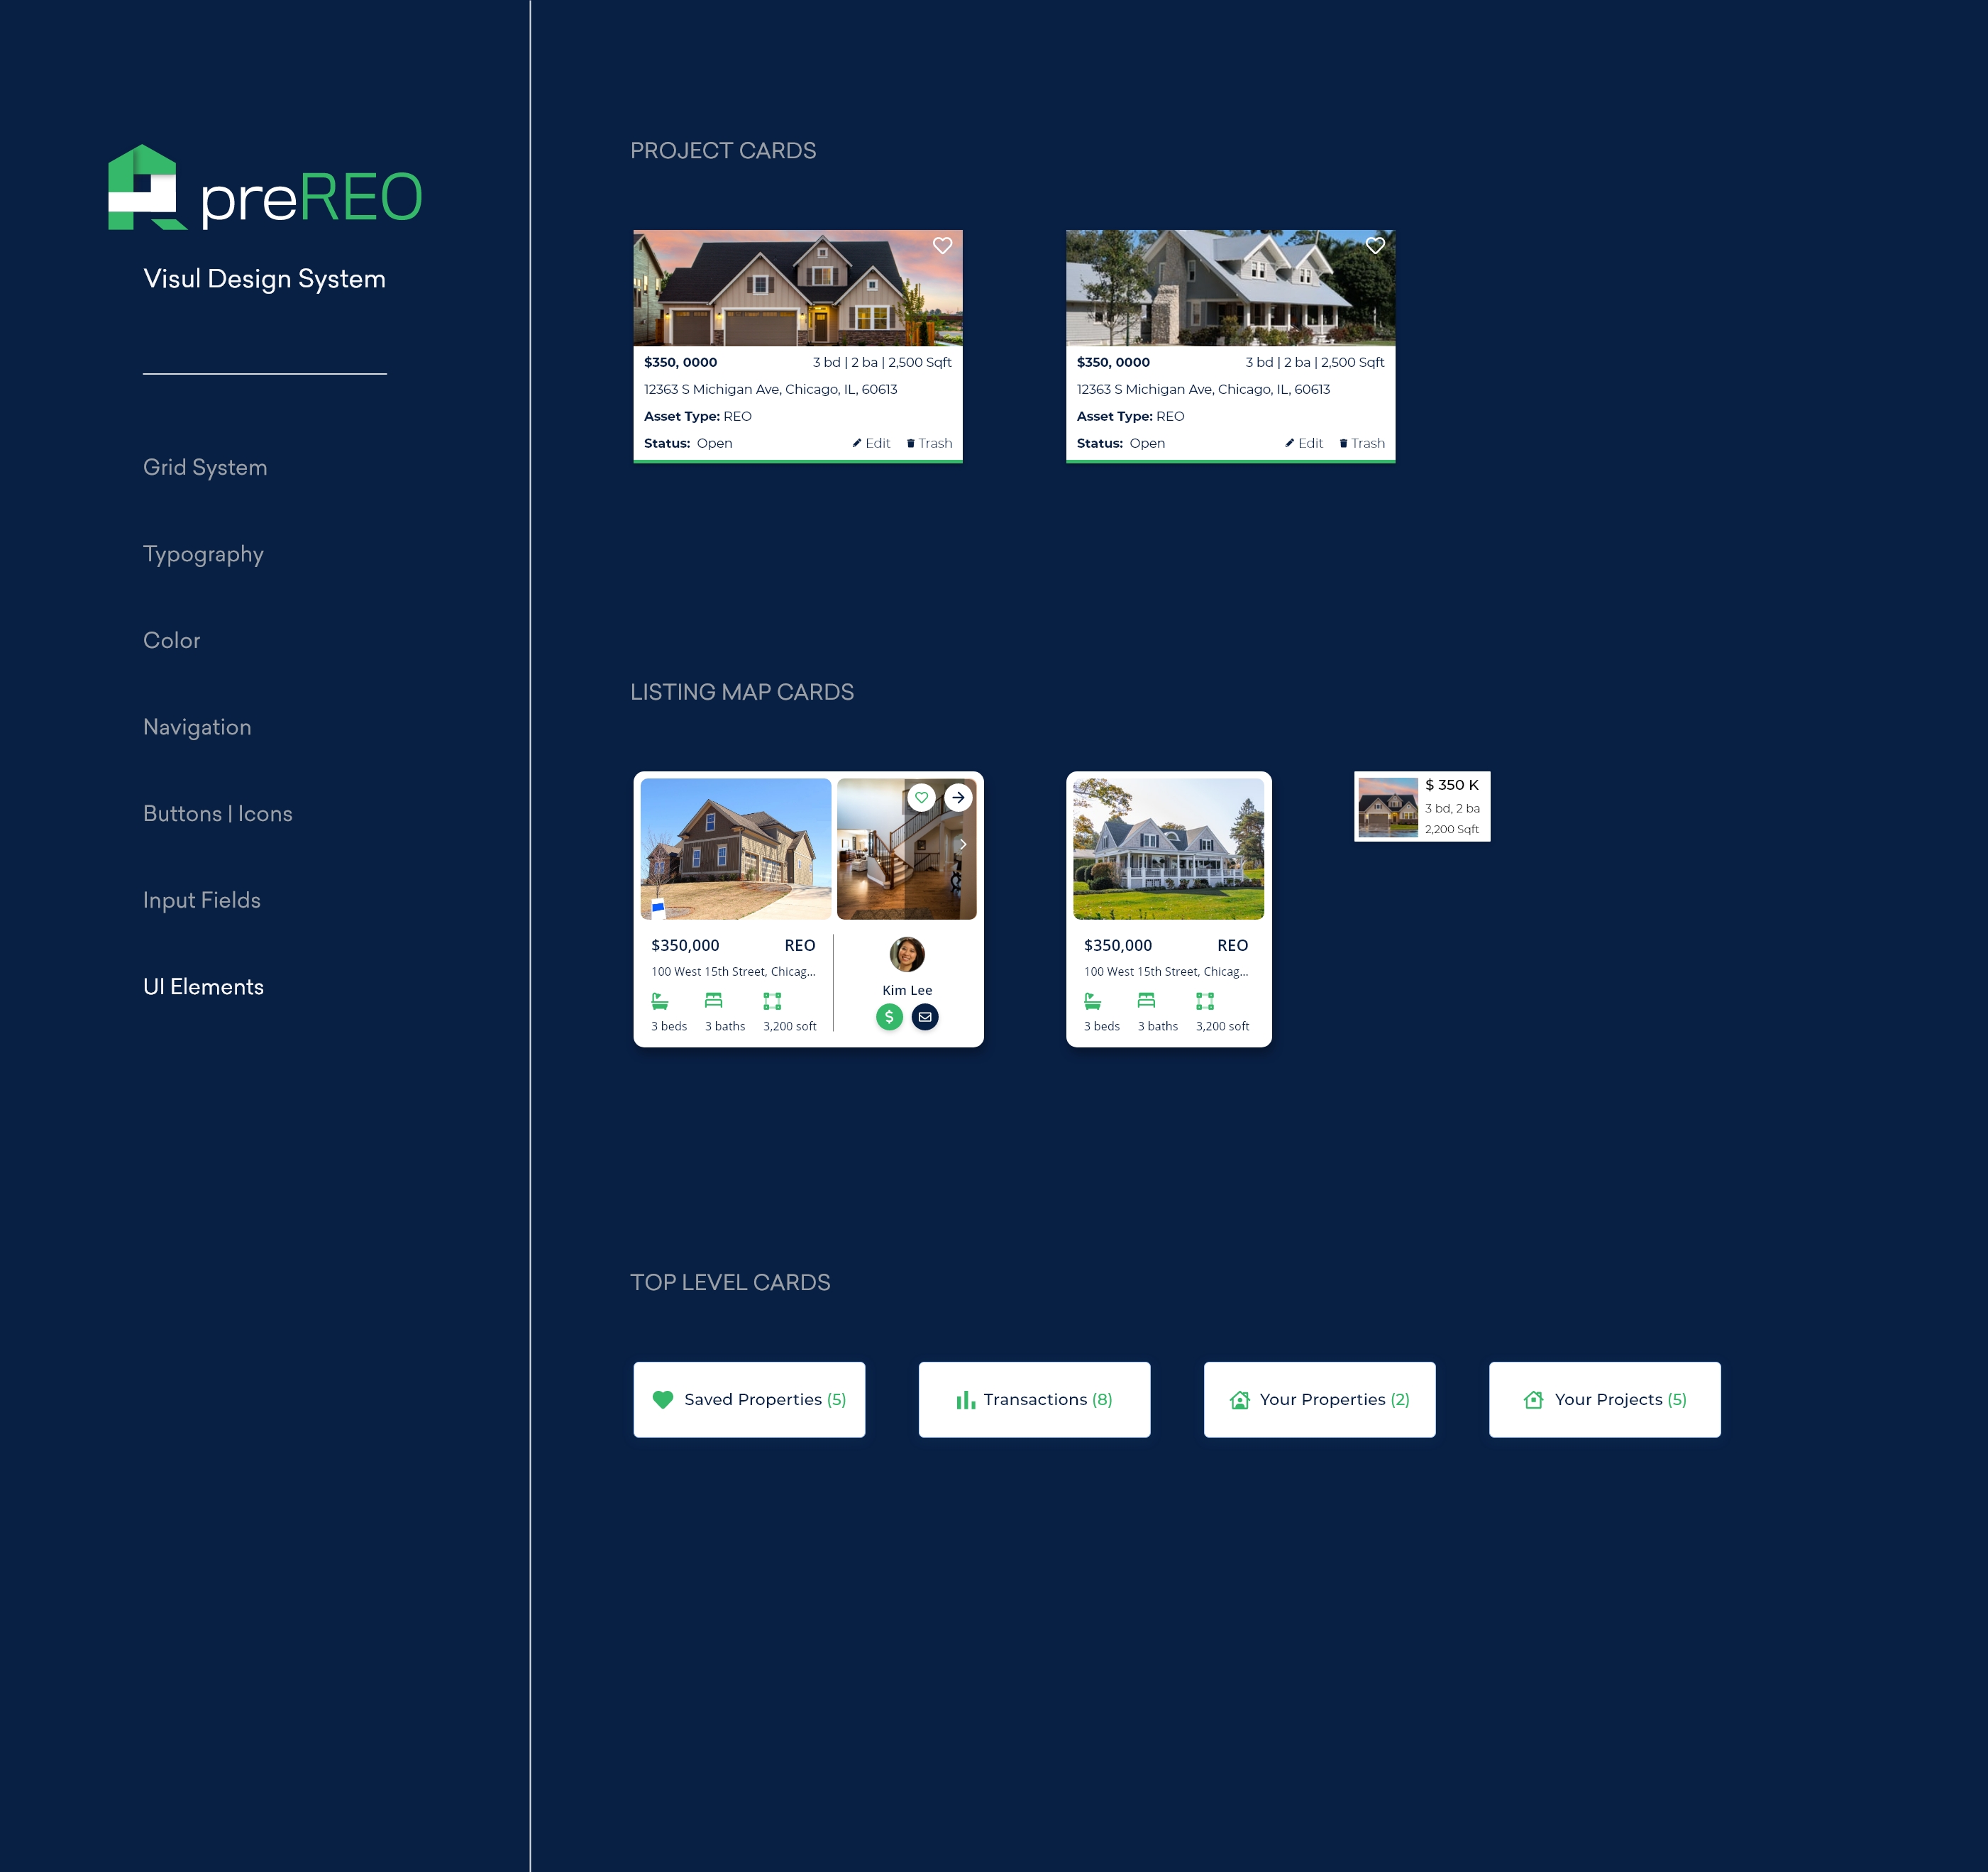 preREO
Visul Design System
Grid System
Typography
Color
Navigation
Buttons | Icons
Input Fields
UI Elements
PROJECT CARDS
$350, 0000 3 bd | 2 ba | 2,500 Sqft
12363 S Michigan Ave, Chicago, IL, 60613
Asset Type: REO
Status: Open Edit Trash
$350, 0000 3 bd | 2 ba | 2,500 Sqft
12363 S Michigan Ave, Chicago, IL, 60613
Asset Type: REO
Status: Open Edit Trash
LISTING MAP CARDS
$350,000 REO
100 West 15th Street, Chicag...
3 beds 3 baths 3,200 soft
Kim Lee
$
$350,000 REO
100 West 15th Street, Chicag...
3 beds 3 baths 3,200 soft
$ 350 K
3 bd, 2 ba
2,200 Sqft
TOP LEVEL CARDS
Saved Properties (5)
Transactions (8)
Your Properties (2)
Your Projects (5)